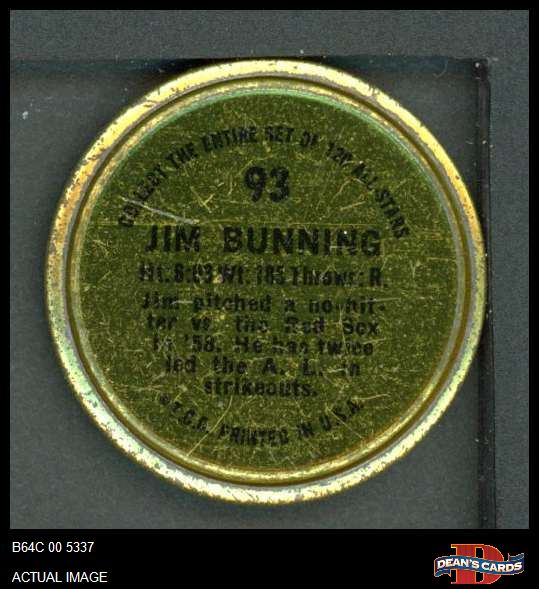 COLLECT THE ENTIRE SET OF 120 ALL-STARS
93
JIM BUNNING
Ht. 6:03 Wt. 185 Throws: R.
Jim pitched a no-hit-
ter vs. the Red Sox
in '58. He has twice
led the A. L. in
strikeouts.
© T.C.G. PRINTED IN U.S.A.
B64C 00 5337
ACTUAL IMAGE
D
DEAN'S CARDS